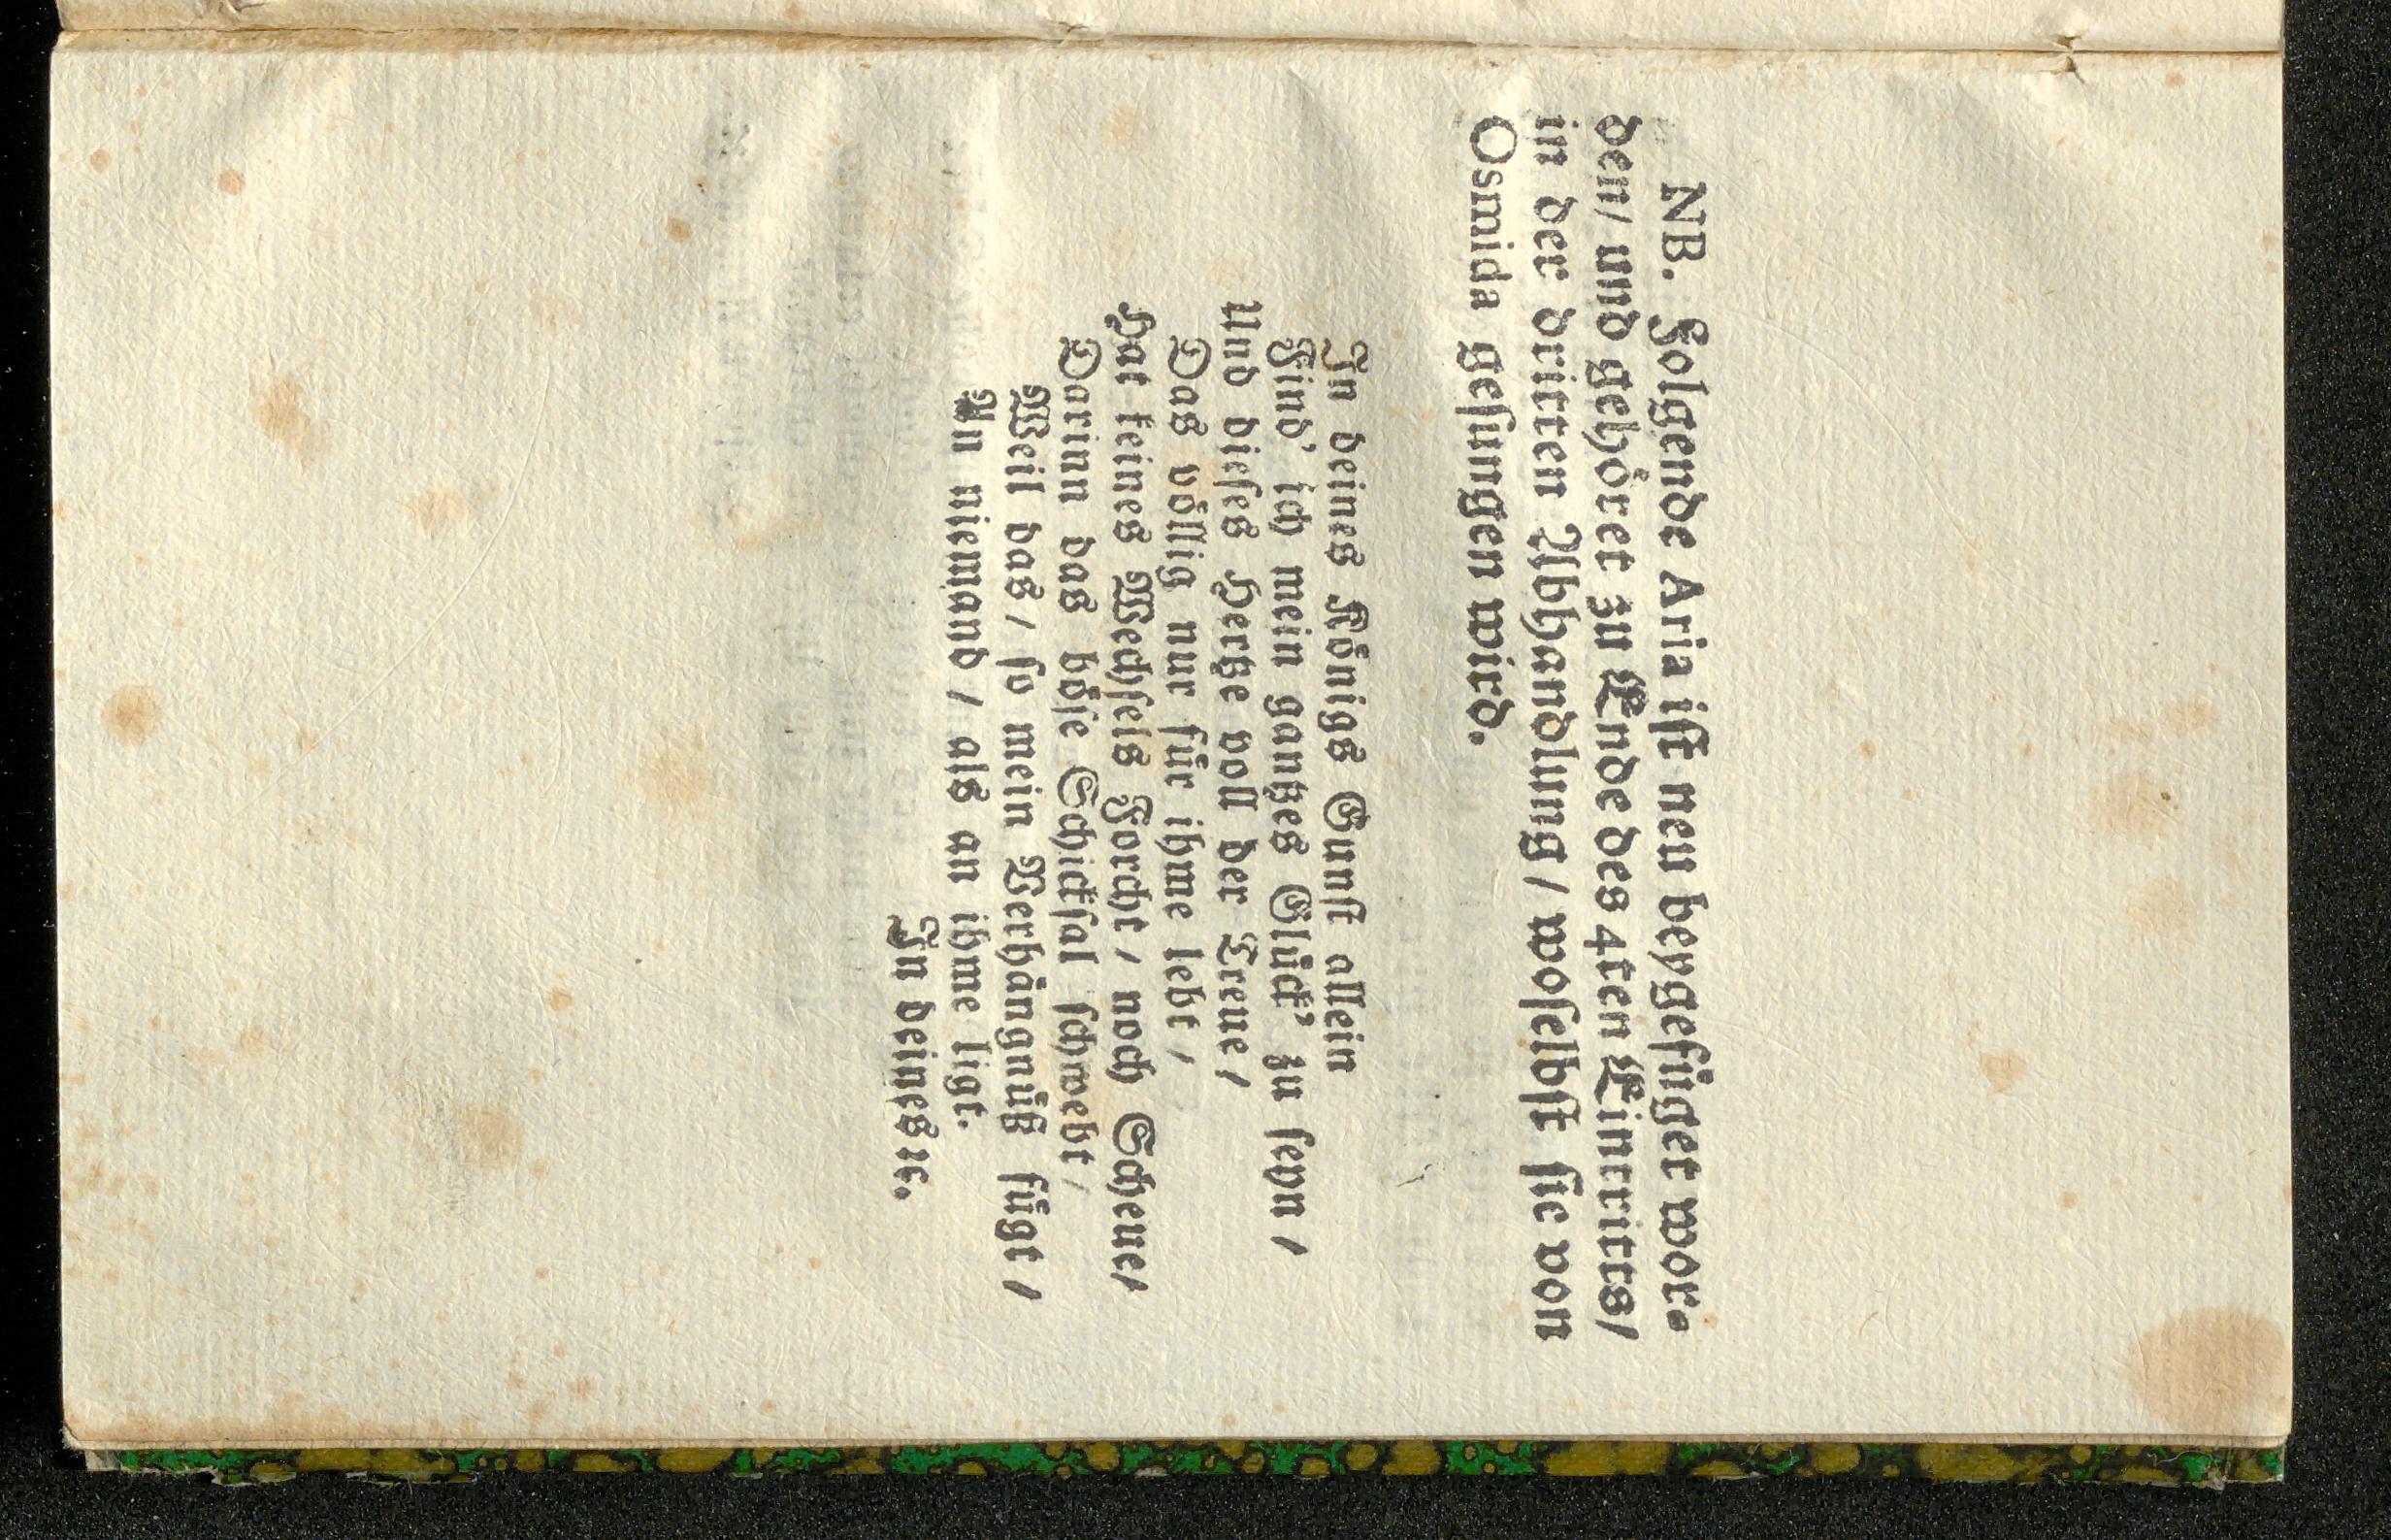 NB. Folgende Aria ist neu beygefüget wor-
den/ und gehöret zu Ende des 4ten Eintritts/
in der dritten Abhandlung/ woselbst sie von
Osmida gesungen wird.
In deines Königs Gunst allein
Find' ich mein gantzes Glück' zu seyn /
Und dieses Hertze voll der Treue/
Das völlig nur für ihme lebt /
Hat keines Wechsels Forcht/ noch Scheue/
Darinn das böse Schicksal schwebt/
Weil das/ so mein Verhängnüß fügt /
An niemand/ als an ihme ligt.
In deines ꝛc.